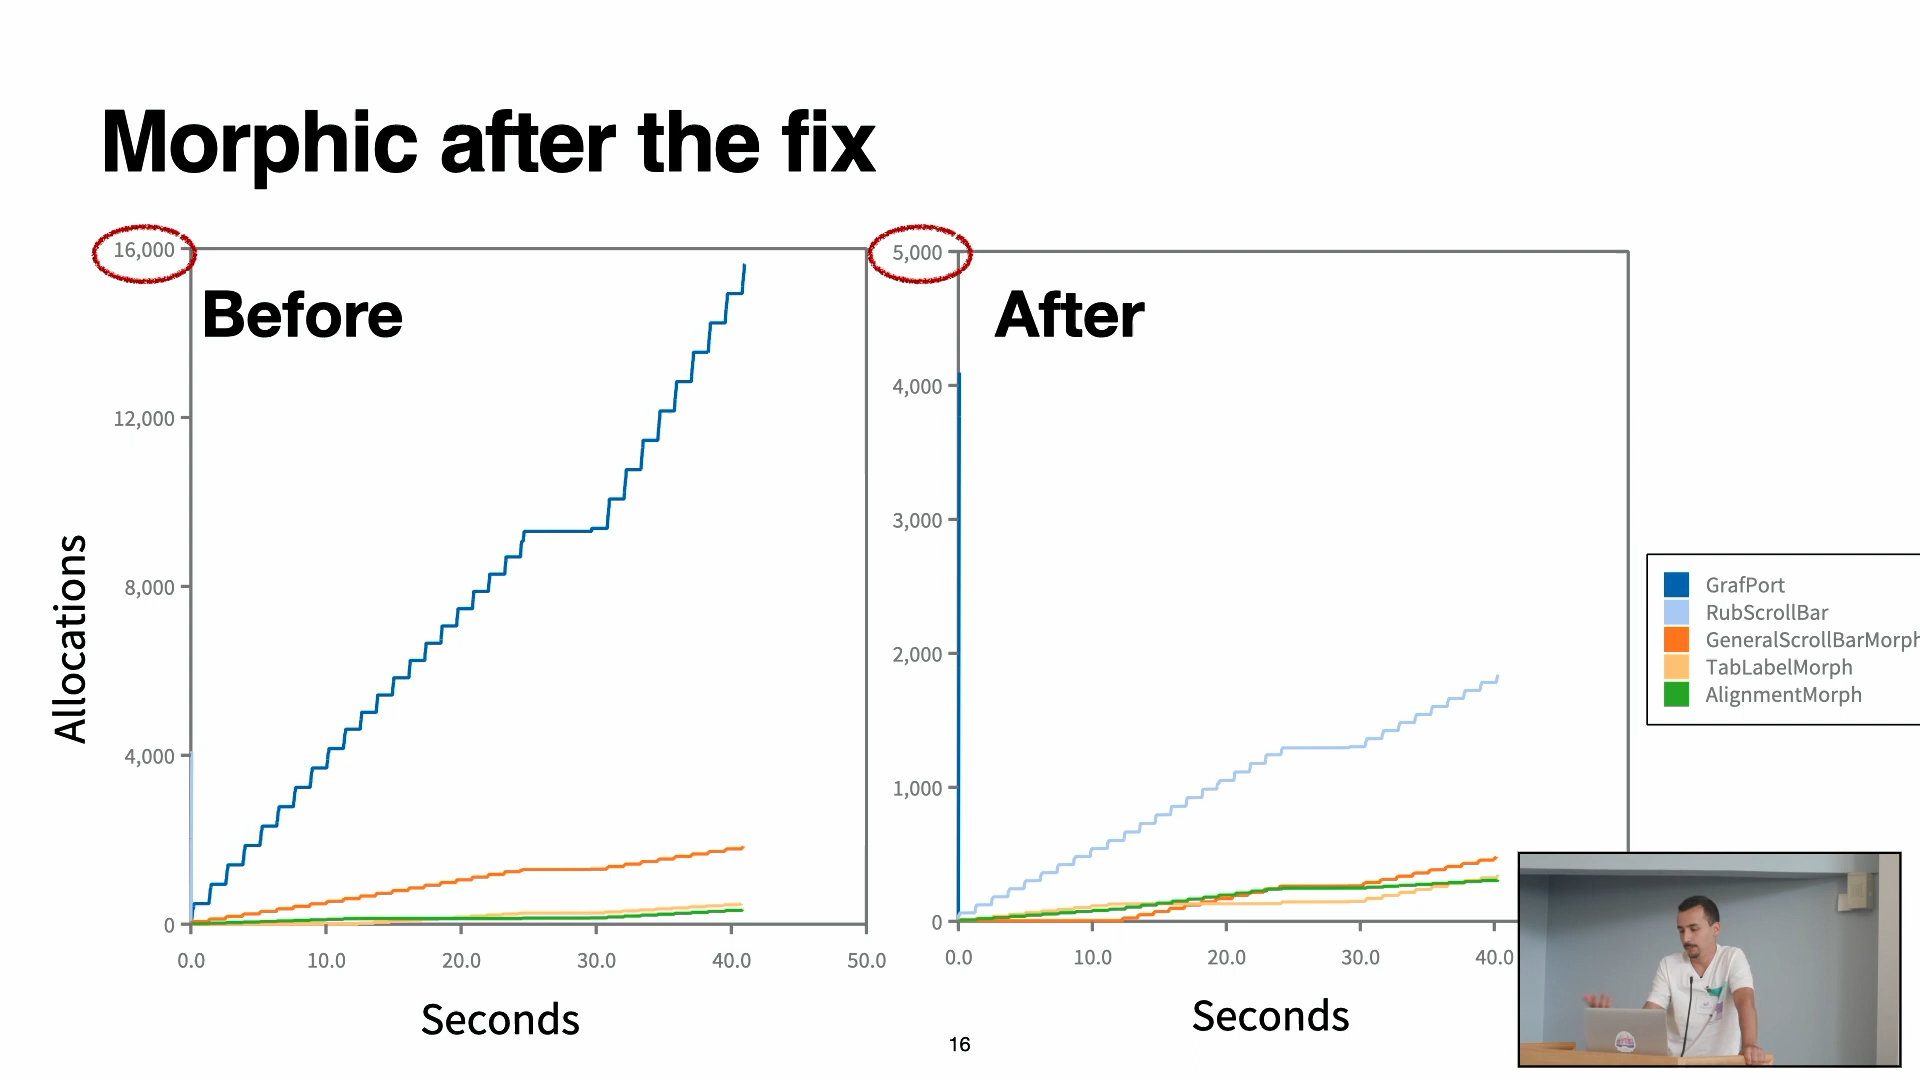 Morphic after the fix
Before
16,000
12,000
8,000
4,000
0
Allocations
0.0 10.0 20.0 30.0 40.0 50.0
Seconds
After
5,000
4,000
3,000
2,000
1,000
0
0.0 10.0 20.0 30.0 40.0
Seconds
GrafPort
RubScrollBar
GeneralScrollBarMorph
TabLabelMorph
AlignmentMorph
16